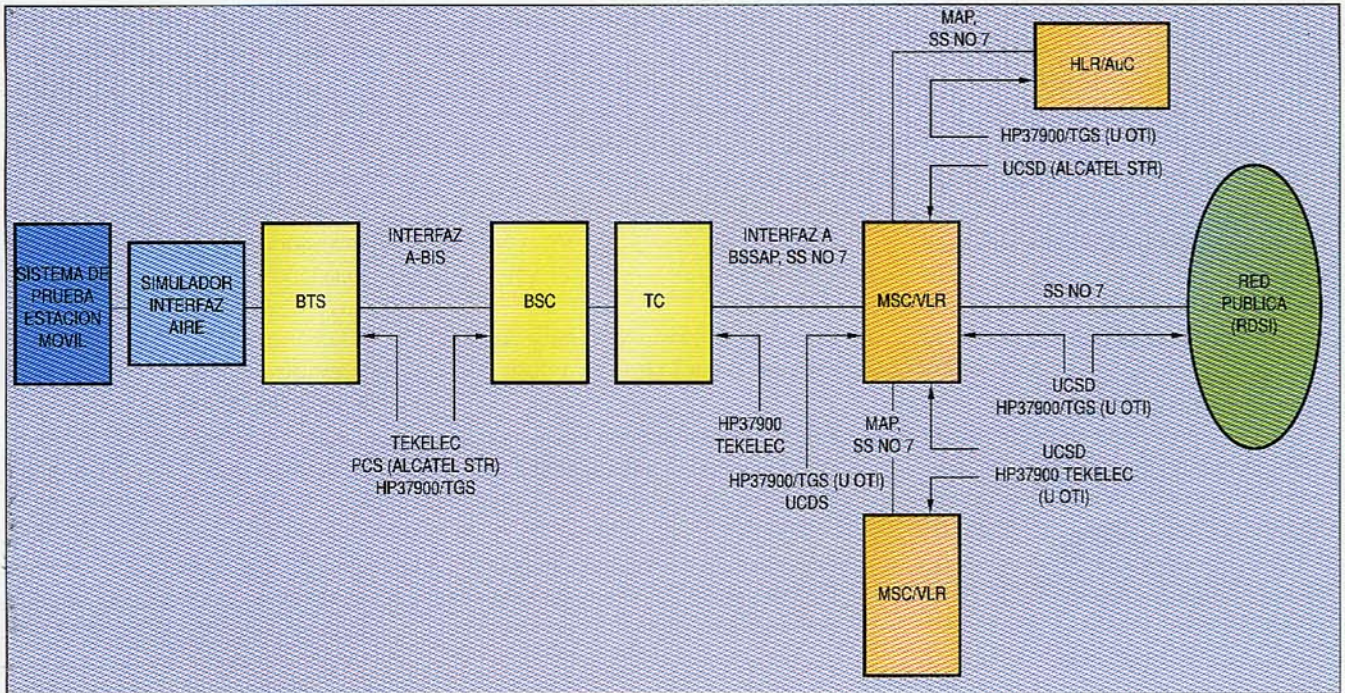 MAP,
SS NO 7
HLR/AuC
HP37900/TGS (U OTI)
UCSD (ALCATEL STR)
SISTEMA DE
PRUEBA
ESTACION
MOVIL
SIMULADOR
INTERFAZ
AIRE
BTS
INTERFAZ
A-BIS
BSC
TC
INTERFAZ A
BSSAP, SS NO 7
MSC/VLR
SS NO 7
RED
PUBLICA
(RDSI)
TEKELEC
PCS (ALCATEL STR)
HP37900/TGS
HP37900
TEKELEC
HP37900/TGS (U OTI)
UCDS
MAP,
SS NO 7
UCSD
HP37900/TGS (U OTI)
UCSD
HP37900 TEKELEC
(U OTI)
MSC/VLR